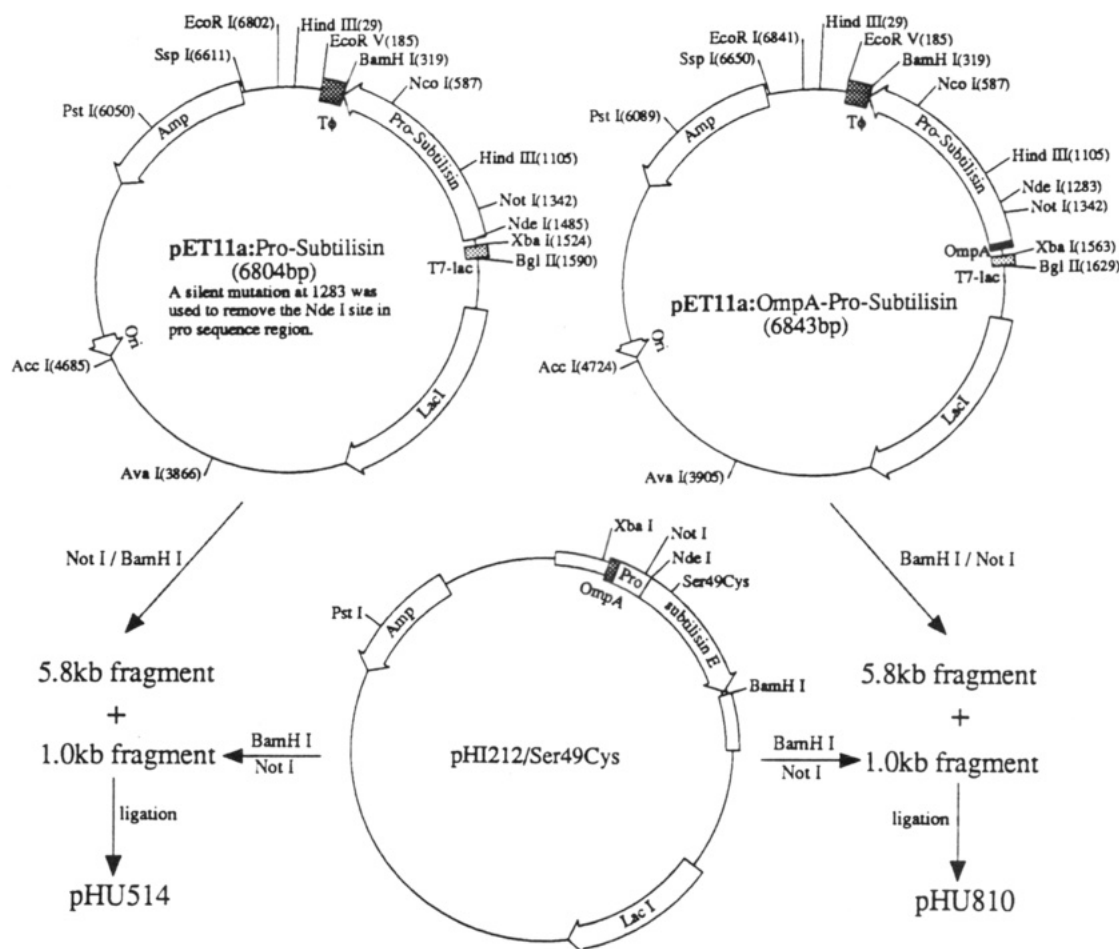 EcoR I(6802)
Hind III(29)
EcoR V(185)
BamH I(319)
Ssp I(6611)
Nco I(587)
Pst I(6050)
Amp
Tϕ
Pro-Subtilisin
Hind III(1105)
Not I(1342)
Nde I(1485)
Xba I(1524)
Bgl II(1590)
T7-lac
pET11a:Pro-Subtilisin
(6804bp)
A silent mutation at 1283 was
used to remove the Nde I site in
pro sequence region.
Ori
Acc I(4685)
LacI
Ava I(3866)
EcoR I(6841)
Hind III(29)
EcoR V(185)
BamH I(319)
Ssp I(6650)
Nco I(587)
Pst I(6089)
Amp
Tϕ
Pro-Subtilisin
Hind III(1105)
Nde I(1283)
Not I(1342)
OmpA
Xba I(1563)
Bgl II(1629)
T7-lac
pET11a:OmpA-Pro-Subtilisin
(6843bp)
Ori
Acc I(4724)
LacI
Ava I(3905)
Not I / BamH I
5.8kb fragment
+
1.0kb fragment
ligation
pHU514
BamH I
Not I
Xba I
Not I
Nde I
Ser49Cys
Pro
OmpA
subtilisin E
Pst I
Amp
BamH I
pHI212/Ser49Cys
Lac I
BamH I
Not I
BamH I / Not I
5.8kb fragment
+
1.0kb fragment
ligation
pHU810